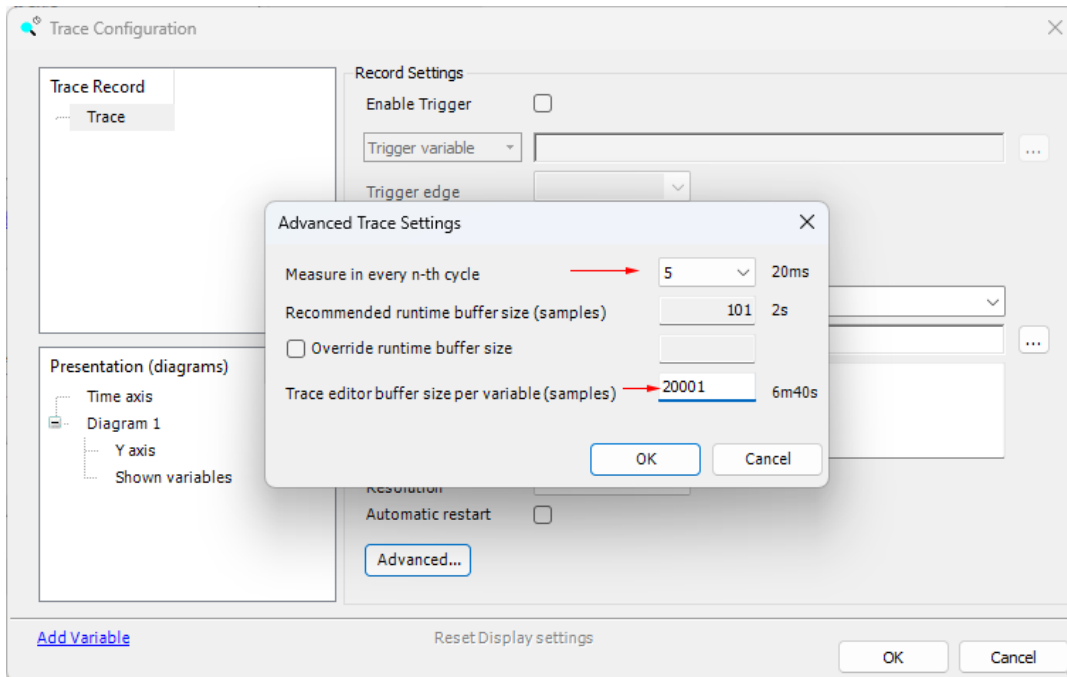 Trace Configuration
Trace Record
Trace
Record Settings
Enable Trigger
Trigger variable
...
Trigger edge
Advanced Trace Settings
Measure in every n-th cycle
5
20ms
Recommended runtime buffer size (samples)
101
2s
Override runtime buffer size
Trace editor buffer size per variable (samples)
20001
6m40s
OK
Cancel
...
Presentation (diagrams)
Time axis
Diagram 1
Y axis
Shown variables
Resolution
Automatic restart
Advanced...
Add Variable
Reset Display settings
OK
Cancel